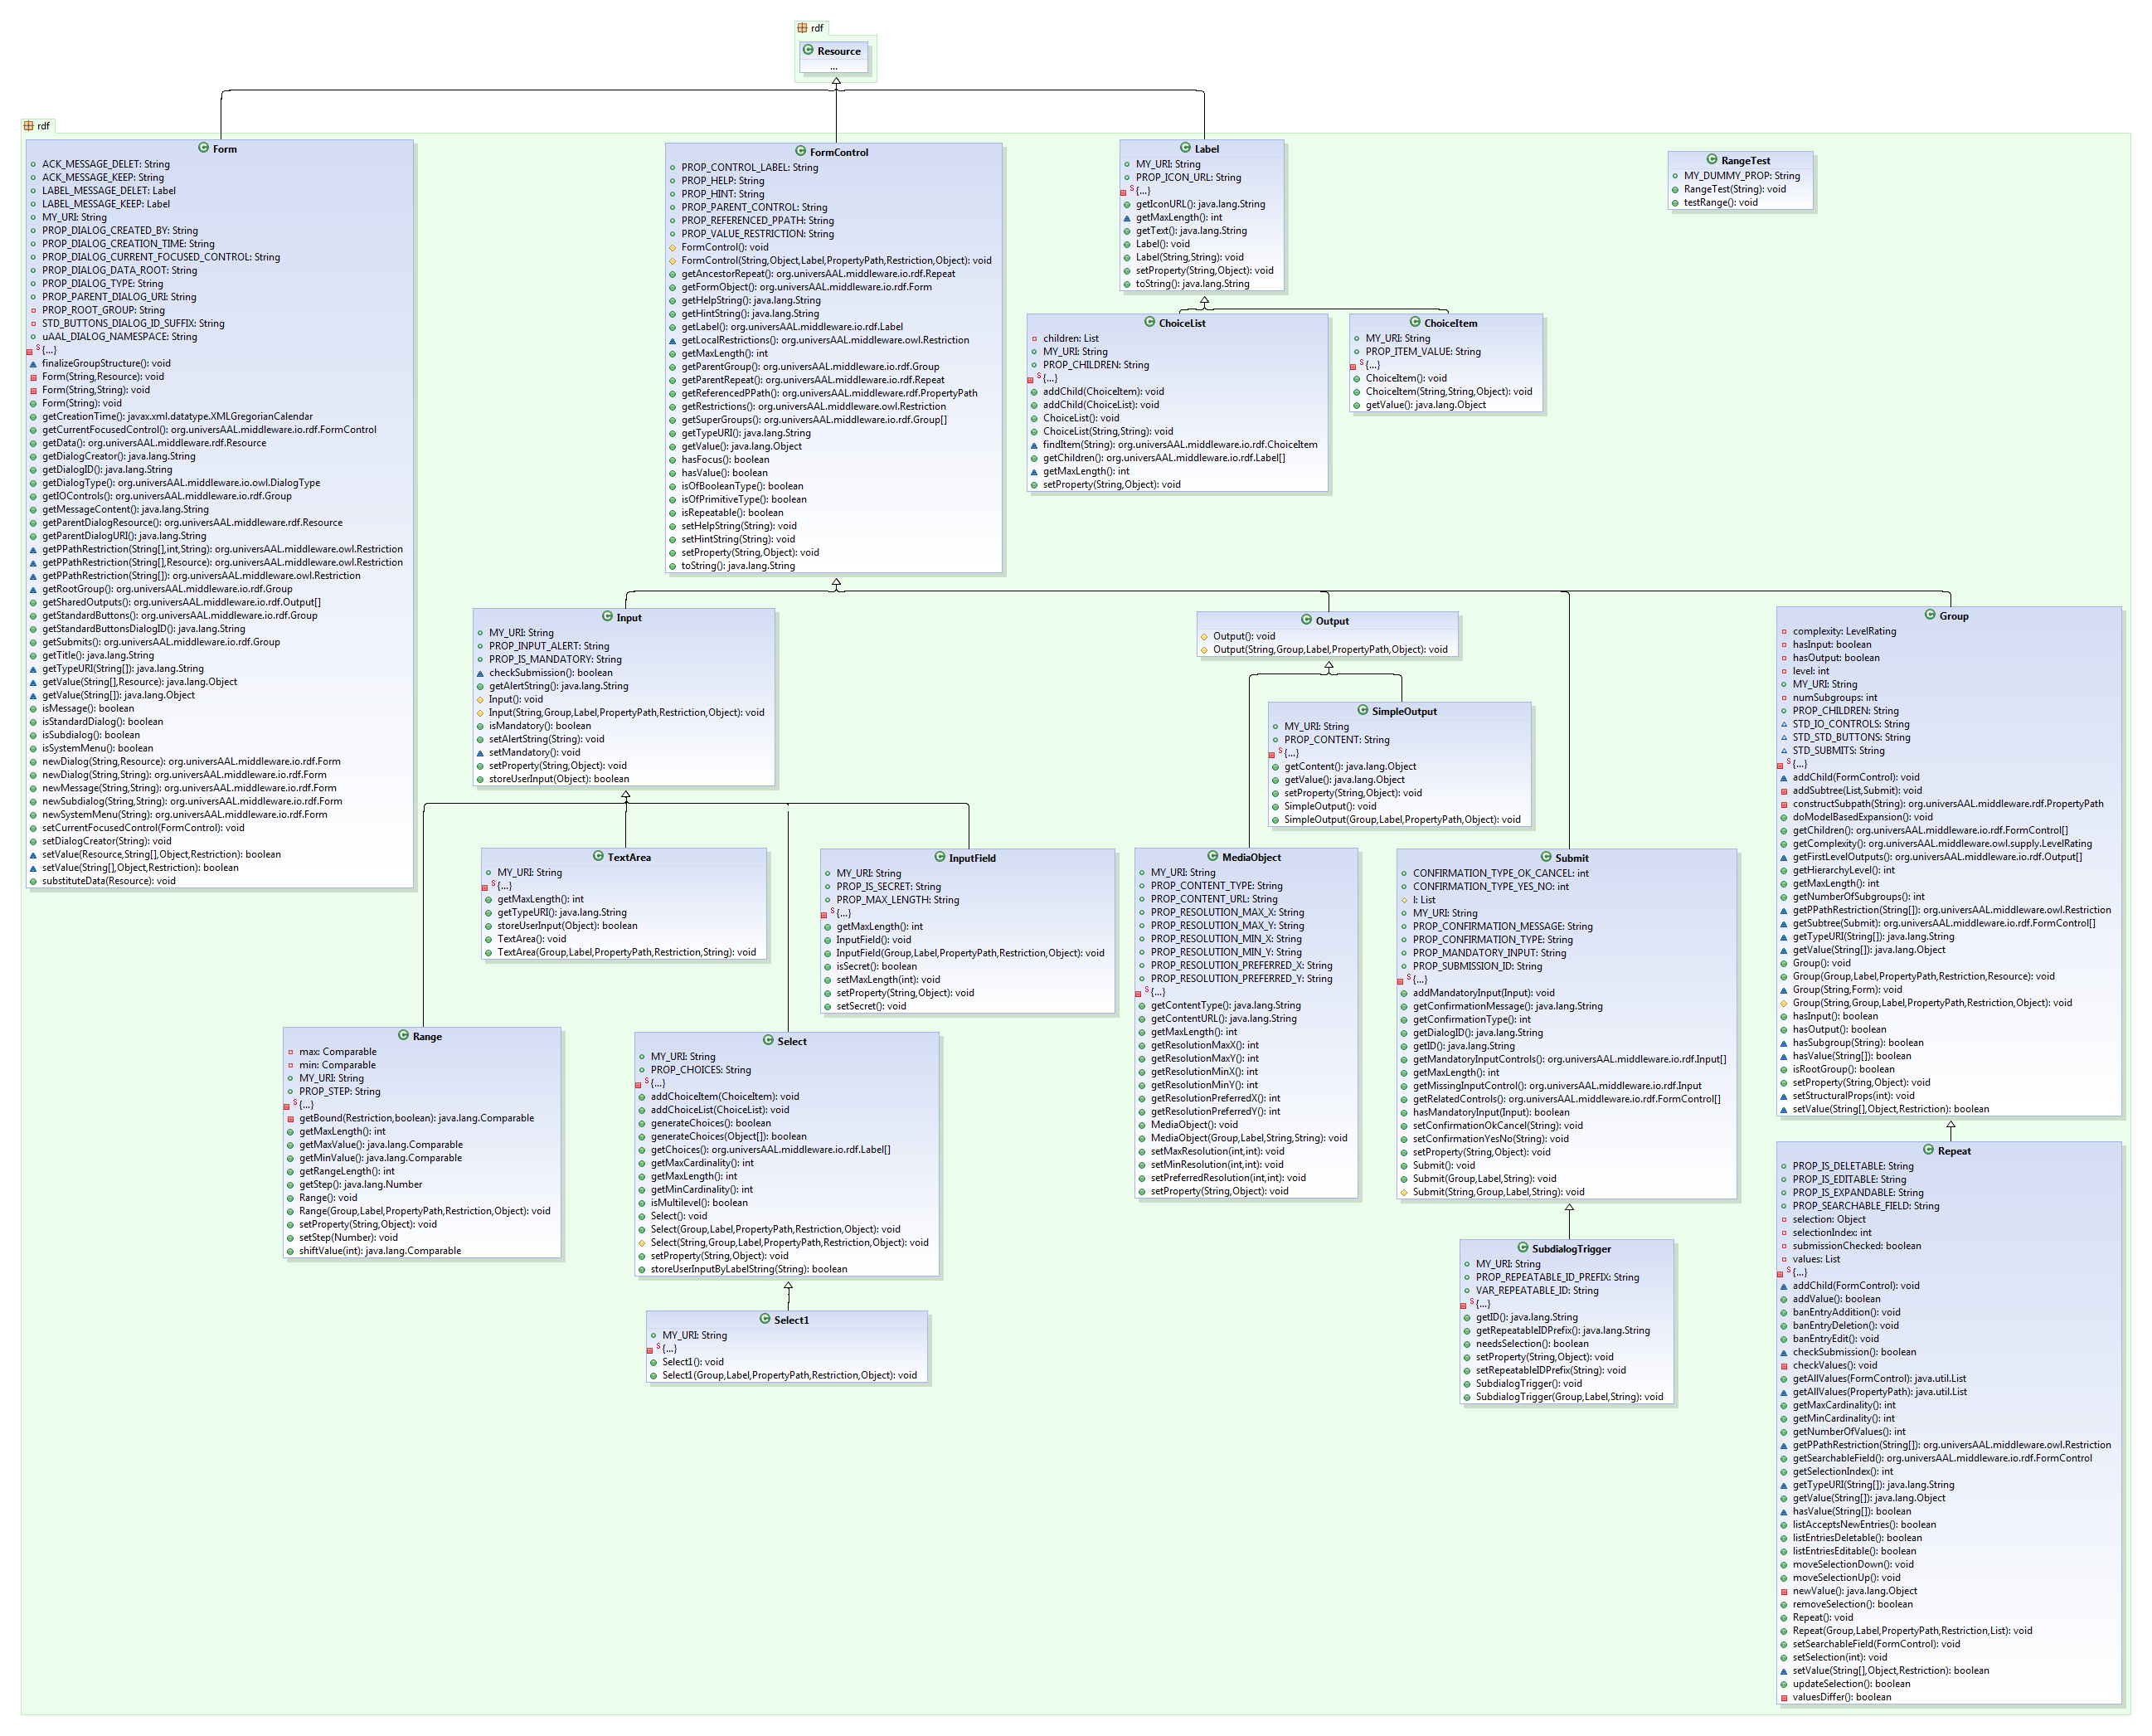 rdf
Resource
...
rdf
Form
ACK_MESSAGE_DELET: String
ACK_MESSAGE_KEEP: String
LABEL_MESSAGE_DELET: Label
LABEL_MESSAGE_KEEP: Label
MY_URI: String
PROP_DIALOG_CREATED_BY: String
PROP_DIALOG_CREATION_TIME: String
PROP_DIALOG_CURRENT_FOCUSED_CONTROL: String
PROP_DIALOG_DATA_ROOT: String
PROP_DIALOG_TYPE: String
PROP_PARENT_DIALOG_URI: String
PROP_ROOT_GROUP: String
STD_BUTTONS_DIALOG_ID_SUFFIX: String
uAAL_DIALOG_NAMESPACE: String
S{...}
finalizeGroupStructure(): void
Form(String,Resource): void
Form(String,String): void
Form(String): void
getCreationTime(): javax.xml.datatype.XMLGregorianCalendar
getCurrentFocusedControl(): org.universAAL.middleware.io.rdf.FormControl
getData(): org.universAAL.middleware.rdf.Resource
getDialogCreator(): java.lang.String
getDialogID(): java.lang.String
getDialogType(): org.universAAL.middleware.io.owl.DialogType
getIOControls(): org.universAAL.middleware.io.rdf.Group
getMessageContent(): java.lang.String
getParentDialogResource(): org.universAAL.middleware.rdf.Resource
getParentDialogURI(): java.lang.String
getPPathRestriction(String[],int,String): org.universAAL.middleware.owl.Restriction
getPPathRestriction(String[],Resource): org.universAAL.middleware.owl.Restriction
getPPathRestriction(String[]): org.universAAL.middleware.owl.Restriction
getRootGroup(): org.universAAL.middleware.io.rdf.Group
getSharedOutputs(): org.universAAL.middleware.io.rdf.Output[]
getStandardButtons(): org.universAAL.middleware.io.rdf.Group
getStandardButtonsDialogID(): java.lang.String
getSubmits(): org.universAAL.middleware.io.rdf.Group
getTitle(): java.lang.String
getTypeURI(String[]): java.lang.String
getValue(String[],Resource): java.lang.Object
getValue(String[]): java.lang.Object
isMessage(): boolean
isStandardDialog(): boolean
isSubdialog(): boolean
isSystemMenu(): boolean
newDialog(String,Resource): org.universAAL.middleware.io.rdf.Form
newDialog(String,String): org.universAAL.middleware.io.rdf.Form
newMessage(String,String): org.universAAL.middleware.io.rdf.Form
newSubdialog(String,String): org.universAAL.middleware.io.rdf.Form
newSystemMenu(String): org.universAAL.middleware.io.rdf.Form
setCurrentFocusedControl(FormControl): void
setDialogCreator(String): void
setValue(Resource,String[],Object,Restriction): boolean
setValue(String[],Object,Restriction): boolean
substituteData(Resource): void
FormControl
PROP_CONTROL_LABEL: String
PROP_HELP: String
PROP_HINT: String
PROP_PARENT_CONTROL: String
PROP_REFERENCED_PPATH: String
PROP_VALUE_RESTRICTION: String
FormControl(): void
FormControl(String,Object,Label,PropertyPath,Restriction,Object): void
getAncestorRepeat(): org.universAAL.middleware.io.rdf.Repeat
getFormObject(): org.universAAL.middleware.io.rdf.Form
getHelpString(): java.lang.String
getHintString(): java.lang.String
getLabel(): org.universAAL.middleware.io.rdf.Label
getLocalRestrictions(): org.universAAL.middleware.owl.Restriction
getMaxLength(): int
getParentGroup(): org.universAAL.middleware.io.rdf.Group
getParentRepeat(): org.universAAL.middleware.io.rdf.Repeat
getReferencedPPath(): org.universAAL.middleware.rdf.PropertyPath
getRestrictions(): org.universAAL.middleware.owl.Restriction
getSuperGroups(): org.universAAL.middleware.io.rdf.Group[]
getTypeURI(): java.lang.String
getValue(): java.lang.Object
hasFocus(): boolean
hasValue(): boolean
isOfBooleanType(): boolean
isOfPrimitiveType(): boolean
isRepeatable(): boolean
setHelpString(String): void
setHintString(String): void
setProperty(String,Object): void
toString(): java.lang.String
Label
MY_URI: String
PROP_ICON_URL: String
S{...}
getIconURL(): java.lang.String
getMaxLength(): int
getText(): java.lang.String
Label(): void
Label(String,String): void
setProperty(String,Object): void
toString(): java.lang.String
RangeTest
MY_DUMMY_PROP: String
RangeTest(String): void
testRange(): void
ChoiceList
children: List
MY_URI: String
PROP_CHILDREN: String
S{...}
addChild(ChoiceItem): void
addChild(ChoiceList): void
ChoiceList(): void
ChoiceList(String,String): void
findItem(String): org.universAAL.middleware.io.rdf.ChoiceItem
getChildren(): org.universAAL.middleware.io.rdf.Label[]
getMaxLength(): int
setProperty(String,Object): void
ChoiceItem
MY_URI: String
PROP_ITEM_VALUE: String
S{...}
ChoiceItem(): void
ChoiceItem(String,String,Object): void
getValue(): java.lang.Object
Input
MY_URI: String
PROP_INPUT_ALERT: String
PROP_IS_MANDATORY: String
checkSubmission(): boolean
getAlertString(): java.lang.String
Input(): void
Input(String,Group,Label,PropertyPath,Restriction,Object): void
isMandatory(): boolean
setAlertString(String): void
setMandatory(): void
setProperty(String,Object): void
storeUserInput(Object): boolean
Output
Output(): void
Output(String,Group,Label,PropertyPath,Object): void
SimpleOutput
MY_URI: String
PROP_CONTENT: String
S{...}
getContent(): java.lang.Object
getValue(): java.lang.Object
setProperty(String,Object): void
SimpleOutput(): void
SimpleOutput(Group,Label,PropertyPath,Object): void
Group
complexity: LevelRating
hasInput: boolean
hasOutput: boolean
level: int
MY_URI: String
numSubgroups: int
PROP_CHILDREN: String
STD_IO_CONTROLS: String
STD_STD_BUTTONS: String
STD_SUBMITS: String
S{...}
addChild(FormControl): void
addSubtree(List,Submit): void
constructSubpath(String): org.universAAL.middleware.rdf.PropertyPath
doModelBasedExpansion(): void
getChildren(): org.universAAL.middleware.io.rdf.FormControl[]
getComplexity(): org.universAAL.middleware.owl.supply.LevelRating
getFirstLevelOutputs(): org.universAAL.middleware.io.rdf.Output[]
getHierarchyLevel(): int
getMaxLength(): int
getNumberOfSubgroups(): int
getPPathRestriction(String[]): org.universAAL.middleware.owl.Restriction
getSubtree(Submit): org.universAAL.middleware.io.rdf.FormControl[]
getTypeURI(String[]): java.lang.String
getValue(String[]): java.lang.Object
Group(): void
Group(Group,Label,PropertyPath,Restriction,Resource): void
Group(String,Form): void
Group(String,Group,Label,PropertyPath,Restriction,Object): void
hasInput(): boolean
hasOutput(): boolean
hasSubgroup(String): boolean
hasValue(String[]): boolean
isRootGroup(): boolean
setProperty(String,Object): void
setStructuralProps(int): void
setValue(String[],Object,Restriction): boolean
TextArea
MY_URI: String
S{...}
getMaxLength(): int
getTypeURI(): java.lang.String
storeUserInput(Object): boolean
TextArea(): void
TextArea(Group,Label,PropertyPath,Restriction,String): void
InputField
MY_URI: String
PROP_IS_SECRET: String
PROP_MAX_LENGTH: String
S{...}
getMaxLength(): int
InputField(): void
InputField(Group,Label,PropertyPath,Restriction,Object): void
isSecret(): boolean
setMaxLength(int): void
setProperty(String,Object): void
setSecret(): void
MediaObject
MY_URI: String
PROP_CONTENT_TYPE: String
PROP_CONTENT_URL: String
PROP_RESOLUTION_MAX_X: String
PROP_RESOLUTION_MAX_Y: String
PROP_RESOLUTION_MIN_X: String
PROP_RESOLUTION_MIN_Y: String
PROP_RESOLUTION_PREFERRED_X: String
PROP_RESOLUTION_PREFERRED_Y: String
S{...}
getContentType(): java.lang.String
getContentURL(): java.lang.String
getMaxLength(): int
getResolutionMaxX(): int
getResolutionMaxY(): int
getResolutionMinX(): int
getResolutionMinY(): int
getResolutionPreferredX(): int
getResolutionPreferredY(): int
MediaObject(): void
MediaObject(Group,Label,String,String): void
setMaxResolution(int,int): void
setMinResolution(int,int): void
setPreferredResolution(int,int): void
setProperty(String,Object): void
Submit
CONFIRMATION_TYPE_OK_CANCEL: int
CONFIRMATION_TYPE_YES_NO: int
l: List
MY_URI: String
PROP_CONFIRMATION_MESSAGE: String
PROP_CONFIRMATION_TYPE: String
PROP_MANDATORY_INPUT: String
PROP_SUBMISSION_ID: String
S{...}
addMandatoryInput(Input): void
getConfirmationMessage(): java.lang.String
getConfirmationType(): int
getDialogID(): java.lang.String
getID(): java.lang.String
getMandatoryInputControls(): org.universAAL.middleware.io.rdf.Input[]
getMaxLength(): int
getMissingInputControl(): org.universAAL.middleware.io.rdf.Input
getRelatedControls(): org.universAAL.middleware.io.rdf.FormControl[]
hasMandatoryInput(Input): boolean
setConfirmationOkCancel(String): void
setConfirmationYesNo(String): void
setProperty(String,Object): void
Submit(): void
Submit(Group,Label,String): void
Submit(String,Group,Label,String): void
Range
max: Comparable
min: Comparable
MY_URI: String
PROP_STEP: String
S{...}
getBound(Restriction,boolean): java.lang.Comparable
getMaxLength(): int
getMaxValue(): java.lang.Comparable
getMinValue(): java.lang.Comparable
getRangeLength(): int
getStep(): java.lang.Number
Range(): void
Range(Group,Label,PropertyPath,Restriction,Object): void
setProperty(String,Object): void
setStep(Number): void
shiftValue(int): java.lang.Comparable
Select
MY_URI: String
PROP_CHOICES: String
S{...}
addChoiceItem(ChoiceItem): void
addChoiceList(ChoiceList): void
generateChoices(): boolean
generateChoices(Object[]): boolean
getChoices(): org.universAAL.middleware.io.rdf.Label[]
getMaxCardinality(): int
getMaxLength(): int
getMinCardinality(): int
isMultilevel(): boolean
Select(): void
Select(Group,Label,PropertyPath,Restriction,Object): void
Select(String,Group,Label,PropertyPath,Restriction,Object): void
setProperty(String,Object): void
storeUserInputByLabelString(String): boolean
Select1
MY_URI: String
S{...}
Select1(): void
Select1(Group,Label,PropertyPath,Restriction,Object): void
SubdialogTrigger
MY_URI: String
PROP_REPEATABLE_ID_PREFIX: String
VAR_REPEATABLE_ID: String
S{...}
getID(): java.lang.String
getRepeatableIDPrefix(): java.lang.String
needsSelection(): boolean
setProperty(String,Object): void
setRepeatableIDPrefix(String): void
SubdialogTrigger(): void
SubdialogTrigger(Group,Label,String): void
Repeat
PROP_IS_DELETABLE: String
PROP_IS_EDITABLE: String
PROP_IS_EXPANDABLE: String
PROP_SEARCHABLE_FIELD: String
selection: Object
selectionIndex: int
submissionChecked: boolean
values: List
S{...}
addChild(FormControl): void
addValue(): boolean
banEntryAddition(): void
banEntryDeletion(): void
banEntryEdit(): void
checkSubmission(): boolean
checkValues(): void
getAllValues(FormControl): java.util.List
getAllValues(PropertyPath): java.util.List
getMaxCardinality(): int
getMinCardinality(): int
getNumberOfValues(): int
getPPathRestriction(String[]): org.universAAL.middleware.owl.Restriction
getSearchableField(): org.universAAL.middleware.io.rdf.FormControl
getSelectionIndex(): int
getTypeURI(String[]): java.lang.String
getValue(String[]): java.lang.Object
hasValue(String[]): boolean
listAcceptsNewEntries(): boolean
listEntriesDeletable(): boolean
listEntriesEditable(): boolean
moveSelectionDown(): void
moveSelectionUp(): void
newValue(): java.lang.Object
removeSelection(): boolean
Repeat(): void
Repeat(Group,Label,PropertyPath,Restriction,List): void
setSearchableField(FormControl): void
setSelection(int): void
setValue(String[],Object,Restriction): boolean
updateSelection(): boolean
valuesDiffer(): boolean